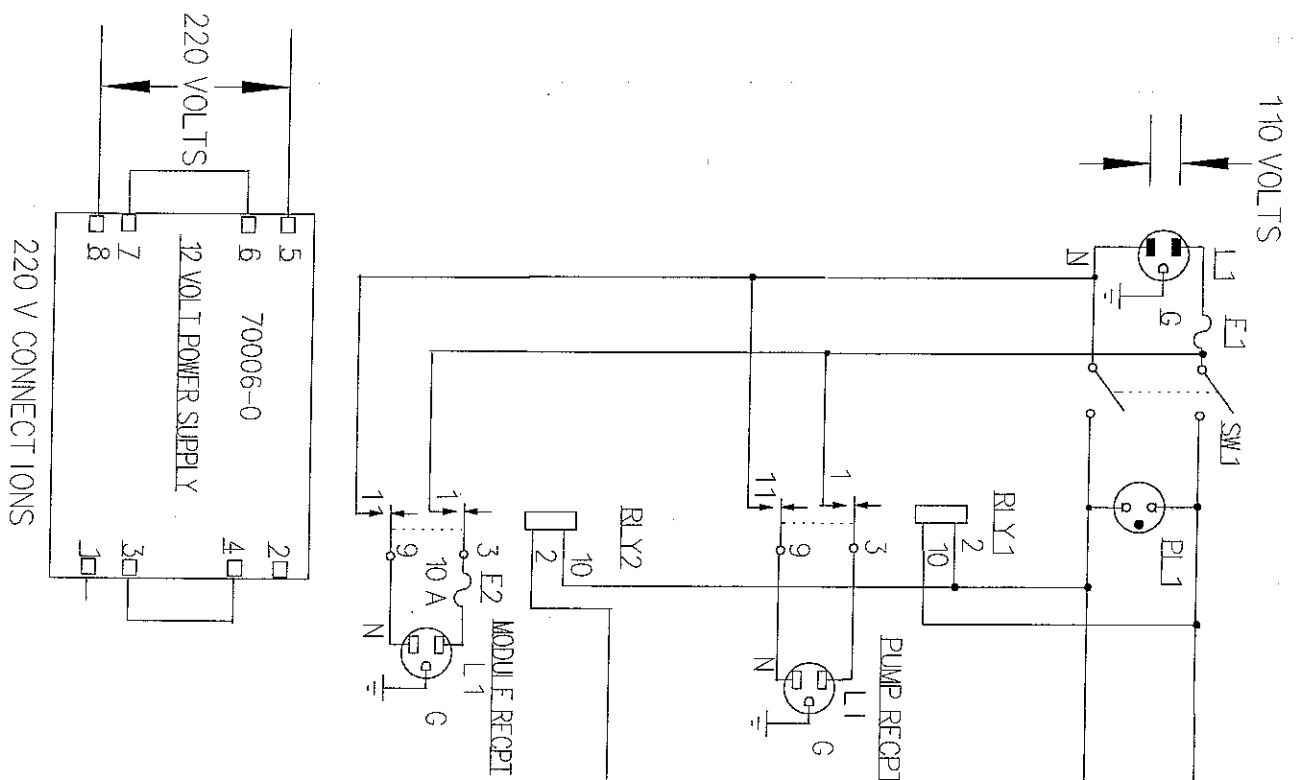 110 VOLTS
L1
N
G
F1
SW1
PL1
RLY1
2
10
1
11
3
9
PUMP RECPT
L1
N
G
RLY2
10
2
1
11
3
9
F2
10 A
MODULE RECPT
L1
N
G
220 VOLTS
5
6
7
8
70006-0
12 VOLT POWER SUPPLY
2
4
3
1
220 V CONNECTIONS